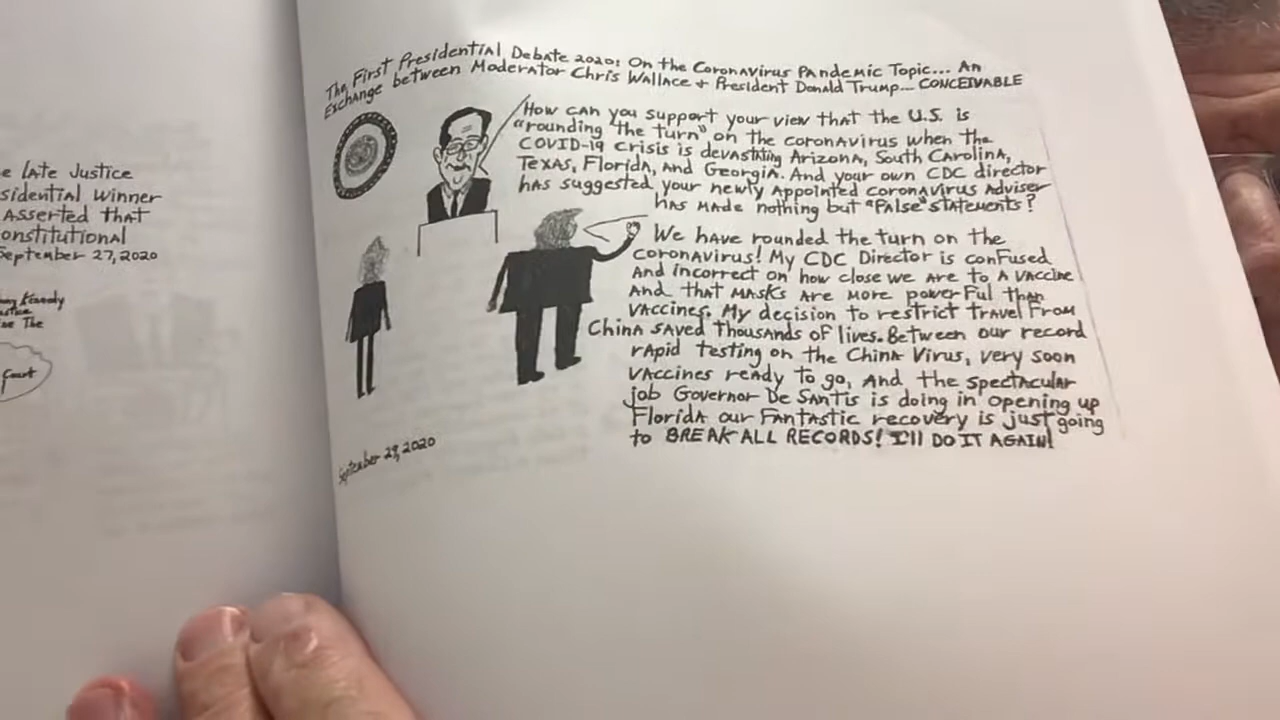 e Late Justice
sidential Winner
Asserted that
onstitutional
September 27, 2020
Kennedy
The
Court
The First Presidential Debate 2020: On the Coronavirus Pandemic Topic... An
Exchange between Moderator Chris Wallace + President Donald Trump... CONCEIVABLE
How can you support your view that the U.S. is
"rounding the turn" on the coronavirus when the
COVID-19 crisis is devastating Arizona, South Carolina,
Texas, Florida, and Georgia. And your own CDC director
has suggested your newly appointed coronavirus adviser
has made nothing but "False" statements?
We have rounded the turn on the
coronavirus! My CDC Director is confused
and incorrect on how close we are to a vaccine
and that masks are more powerful than
vaccines. My decision to restrict travel from
China saved thousands of lives. Between our record
rapid testing on the China Virus, very soon
vaccines ready to go, and the spectacular
job Governor De Santis is doing in opening up
Florida our fantastic recovery is just going
to BREAK ALL RECORDS! I'll DO IT AGAIN!
September 29, 2020